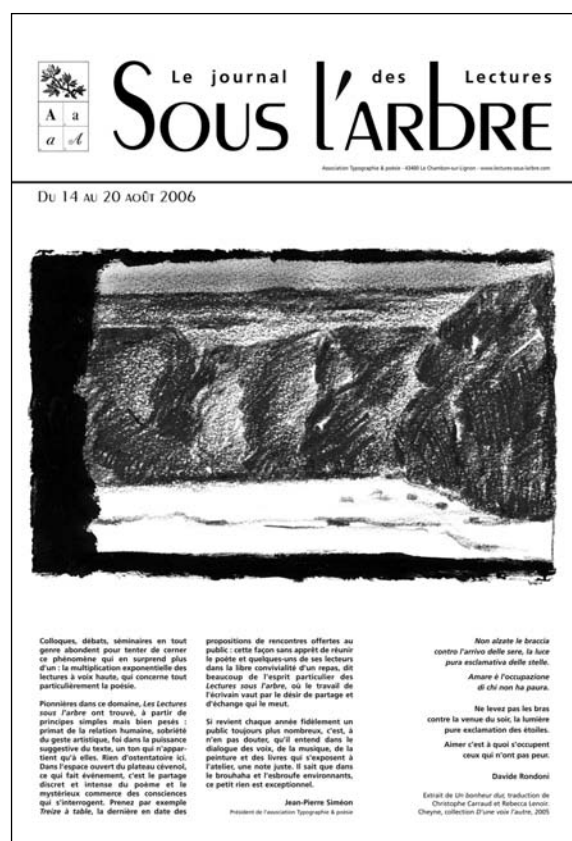 Le journal des Lectures
Sous l'arbre
A a
a A
Association Typographie & poésie - 43400 Le Chambon-sur-Lignon - www.lectures-sous-larbre.com
Du 14 au 20 août 2006
Colloques, débats, séminaires en tout
genre abondent pour tenter de cerner
ce phénomène qui en surprend plus
d'un : la multiplication exponentielle des
lectures à voix haute, qui concerne tout
particulièrement la poésie.
Pionnières dans ce domaine, Les Lectures
sous l'arbre ont trouvé, à partir de
principes simples mais bien pesés :
primat de la relation humaine, sobriété
du geste artistique, foi dans la puissance
suggestive du texte, un ton qui n'appar-
tient qu'à elles. Rien d'ostentatoire ici.
Dans l'espace ouvert du plateau cévenol,
ce qui fait événement, c'est le partage
discret et intense du poème et le
mystérieux commerce des consciences
qui s'interrogent. Prenez par exemple
Treize à table, la dernière en date des
propositions de rencontres offertes au
public : cette façon sans apprêt de réunir
le poète et quelques-uns de ses lecteurs
dans la libre convivialité d'un repas, dit
beaucoup de l'esprit particulier des
Lectures sous l'arbre, où le travail de
l'écrivain vaut par le désir de partage et
d'échange qui le meut.
Si revient chaque année fidèlement un
public toujours plus nombreux, c'est, à
n'en pas douter, qu'il entend dans le
dialogue des voix, de la musique, de la
peinture et des livres qui s'exposent à
l'atelier, une note juste. Il sait que dans
le brouhaha et l'esbroufe environnants,
ce petit rien est exceptionnel.
Jean-Pierre Siméon
Président de l'association Typographie & poésie
Non alzate le braccia
contro l'arrivo delle sere, la luce
pura esclamativa delle stelle.
Amare è l'occupazione
di chi non ha paura.
Ne levez pas les bras
contre la venue du soir, la lumière
pure exclamation des étoiles.
Aimer c'est à quoi s'occupent
ceux qui n'ont pas peur.
Davide Rondoni
Extrait de Un bonheur dur, traduction de
Christophe Carraud et Rebecca Lenoir.
Cheyne, collection D'une voix l'autre, 2005